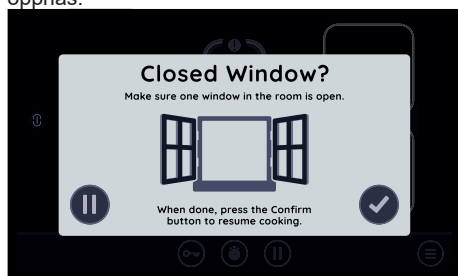 öppnas.
Closed Window?
Make sure one window in the room is open.
When done, press the Confirm
button to resume cooking.